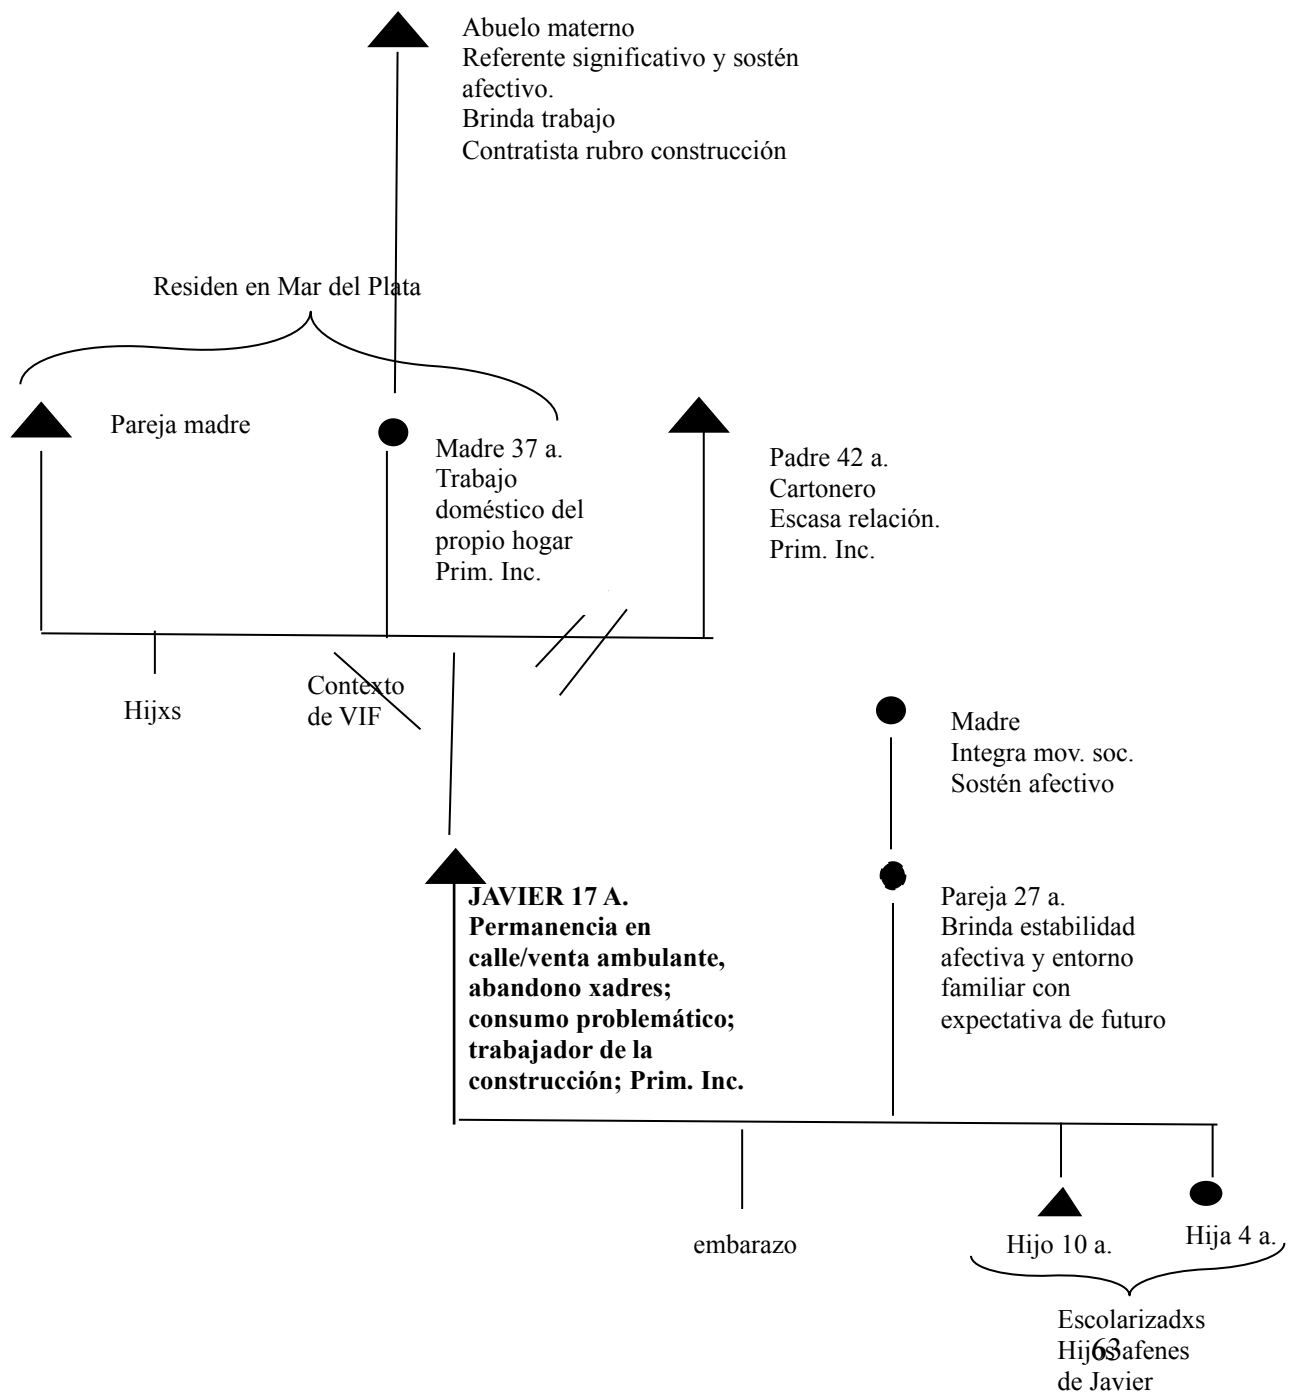 Abuelo materno
Referente significativo y sostén
afectivo.
Brinda trabajo
Contratista rubro construcción
Residen en Mar del Plata
Pareja madre
Madre 37 a.
Trabajo
doméstico del
propio hogar
Prim. Inc.
Padre 42 a.
Cartonero
Escasa relación.
Prim. Inc.
Hijxs
Contexto
de VIF
Madre
Integra mov. soc.
Sostén afectivo
JAVIER 17 A.
Permanencia en
calle/venta ambulante,
abandono xadres;
consumo problemático;
trabajador de la
construcción; Prim. Inc.
Pareja 27 a.
Brinda estabilidad
afectiva y entorno
familiar con
expectativa de futuro
embarazo
Hijo 10 a.
Hija 4 a.
Escolarizadxs
Hijos afenes
de Javier
63